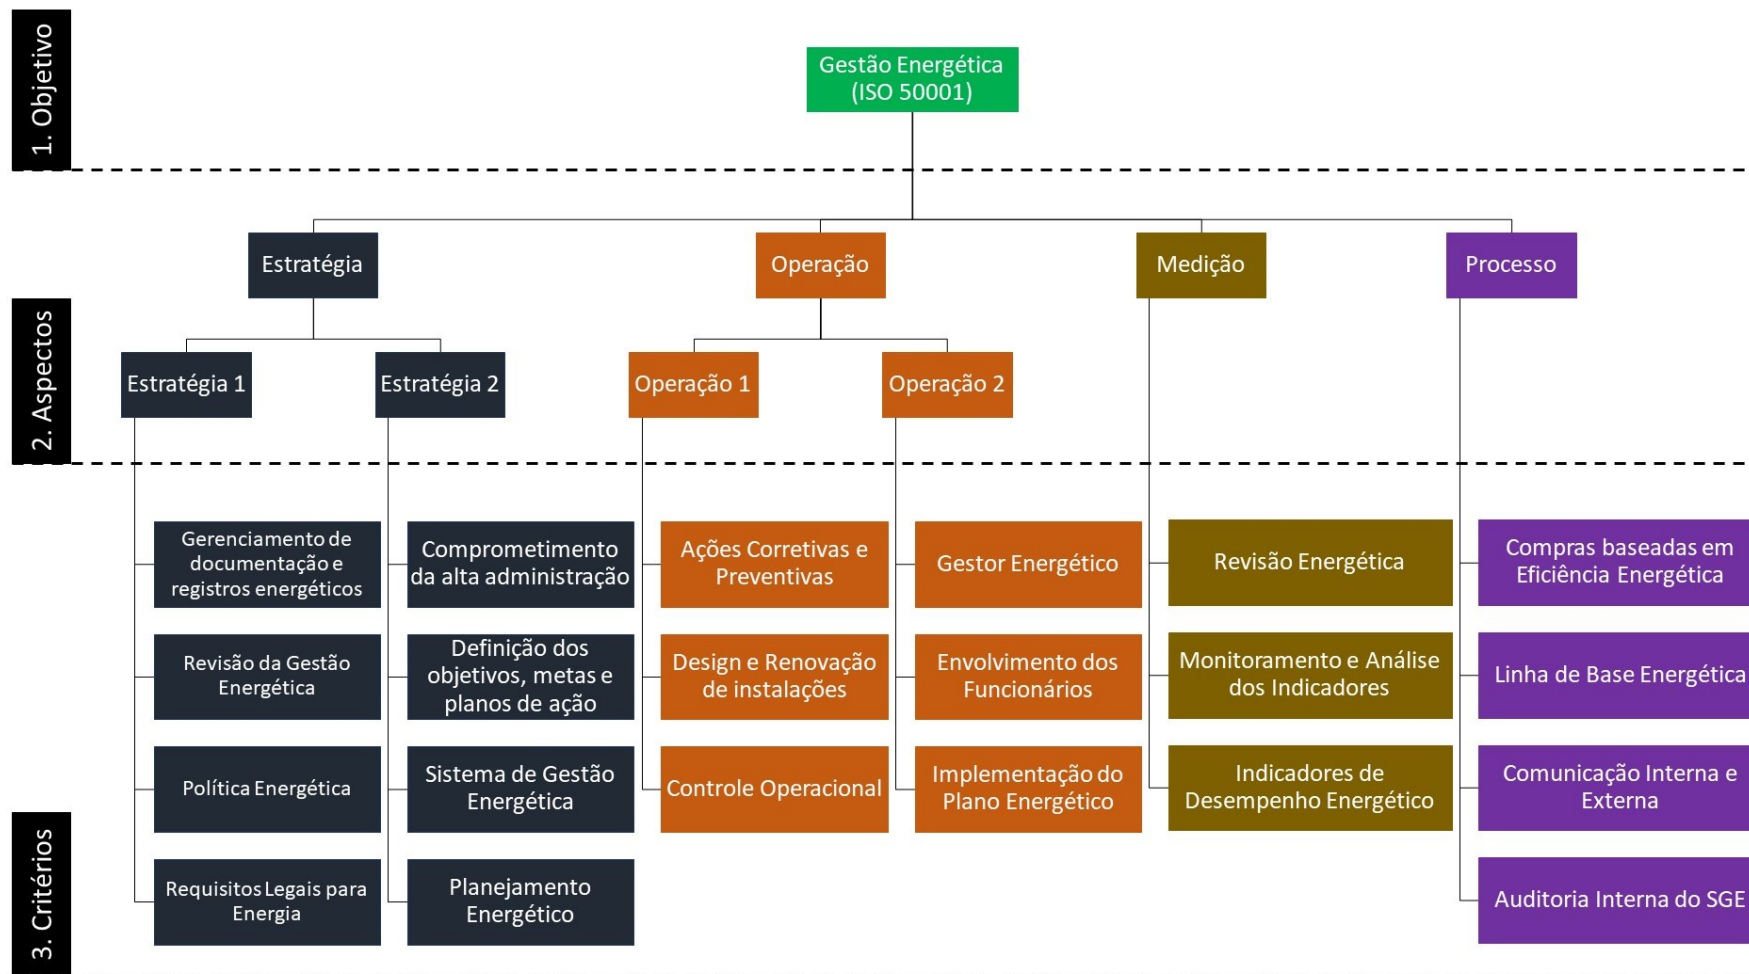 1. Objetivo
Gestão Energética
(ISO 50001)
2. Aspectos
Estratégia
Operação
Medição
Processo
Estratégia 1
Estratégia 2
Operação 1
Operação 2
3. Critérios
Gerenciamento de
documentação e
registros energéticos
Revisão da Gestão
Energética
Política Energética
Requisitos Legais para
Energia
Comprometimento
da alta administração
Definição dos
objetivos, metas e
planos de ação
Sistema de Gestão
Energética
Planejamento
Energético
Ações Corretivas e
Preventivas
Design e Renovação
de instalações
Controle Operacional
Gestor Energético
Envolvimento dos
Funcionários
Implementação do
Plano Energético
Revisão Energética
Monitoramento e Análise
dos Indicadores
Indicadores de
Desempenho Energético
Compras baseadas em
Eficiência Energética
Linha de Base Energética
Comunicação Interna e
Externa
Auditoria Interna do SGE